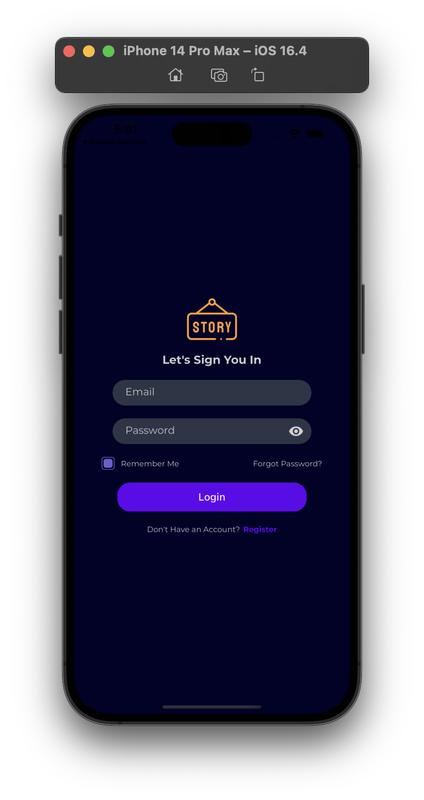 iPhone 14 Pro Max – iOS 16.4
STORY
Let's Sign You In
Email
Password
Remember Me
Forgot Password?
Login
Don't Have an Account? Register